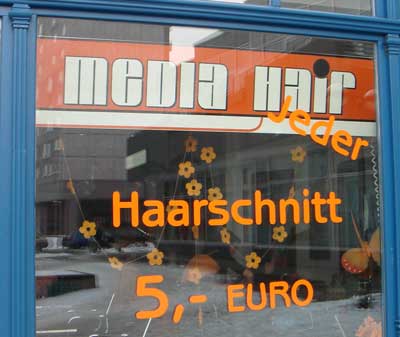 MEDIA HAIR
Jeder
Haarschnitt
5,- EURO